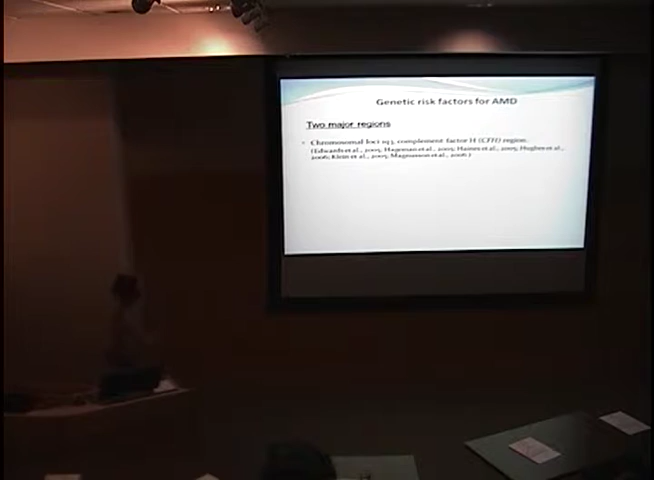 Genetic risk factors for AMD
Two major regions
Chromosomal loci 1q3, complement factor H (CFH) region.
(Edwards et al., 2005, Hageman et al., 2005, Haines et al., 2005, Hughes et al.,
2006; Klein et al., 2005, Magnusson et al., 2006.)